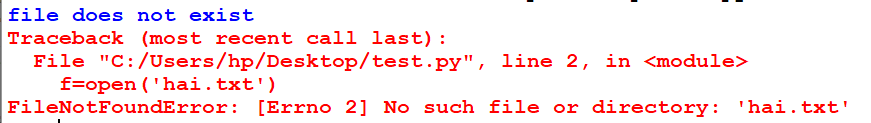 file does not exist
Traceback (most recent call last):
  File "C:/Users/hp/Desktop/test.py", line 2, in <module>
    f=open('hai.txt')
FileNotFoundError: [Errno 2] No such file or directory: 'hai.txt'